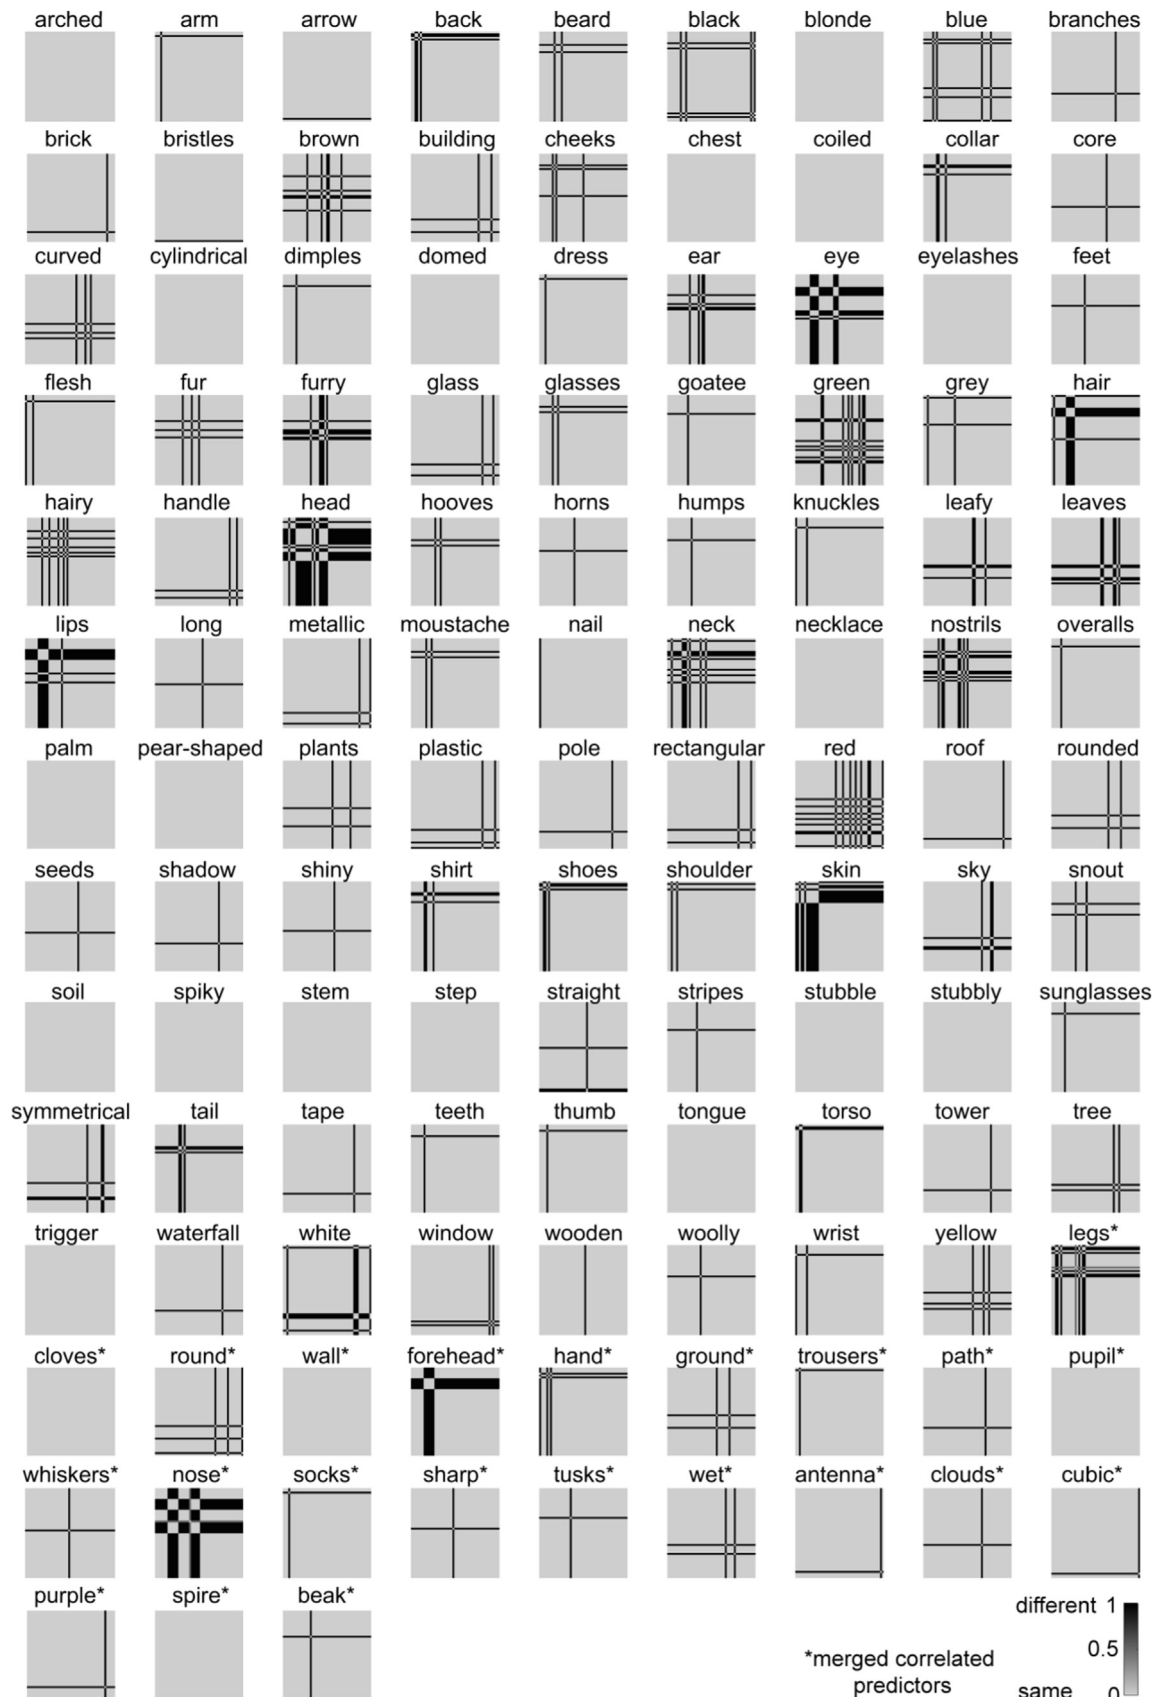 arched arm arrow back beard black blonde blue branches
brick bristles brown building cheeks chest coiled collar core
curved cylindrical dimples domed dress ear eye eyelashes feet
flesh fur furry glass glasses goatee green grey hair
hairy handle head hooves horns humps knuckles leafy leaves
lips long metallic moustache nail neck necklace nostrils overalls
palm pear-shaped plants plastic pole rectangular red roof rounded
seeds shadow shiny shirt shoes shoulder skin sky snout
soil spiky stem step straight stripes stubble stubbly sunglasses
symmetrical tail tape teeth thumb tongue torso tower tree
trigger waterfall white window wooden woolly wrist yellow legs*
cloves* round* wall* forehead* hand* ground* trousers* path* pupil*
whiskers* nose* socks* sharp* tusks* wet* antenna* clouds* cubic*
purple* spire* beak*
different 1
0.5
*merged correlated
predictors
same 0